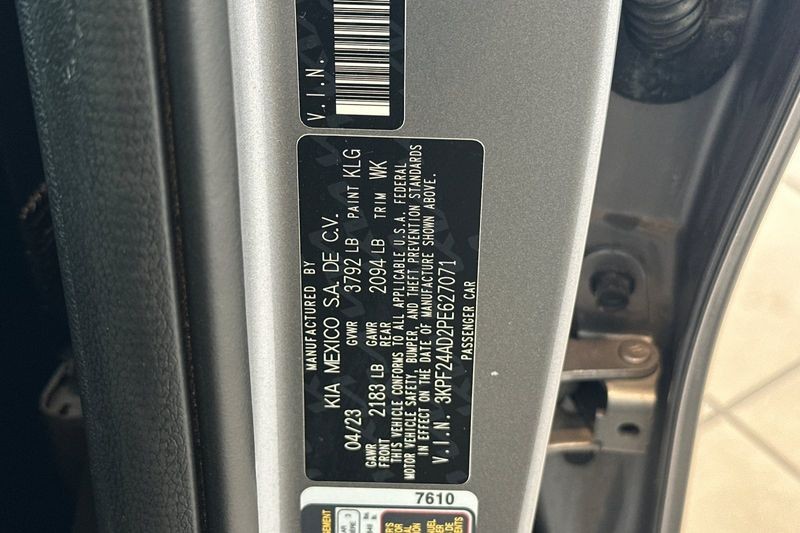 V.I.N.
MANUFACTURED BY
KIA MEXICO S.A. DE C.V.
04/23 GVWR 3792 LB PAINT KLG
GAWR FRONT 2183 LB GAWR REAR 2094 LB TRIM WK
THIS VEHICLE CONFORMS TO ALL APPLICABLE U.S.A. FEDERAL
MOTOR VEHICLE SAFETY, BUMPER, AND THEFT PREVENTION STANDARDS
IN EFFECT ON THE DATE OF MANUFACTURE SHOWN ABOVE.
V.I.N. 3KPF24AD2PE627071
PASSENGER CAR
7610